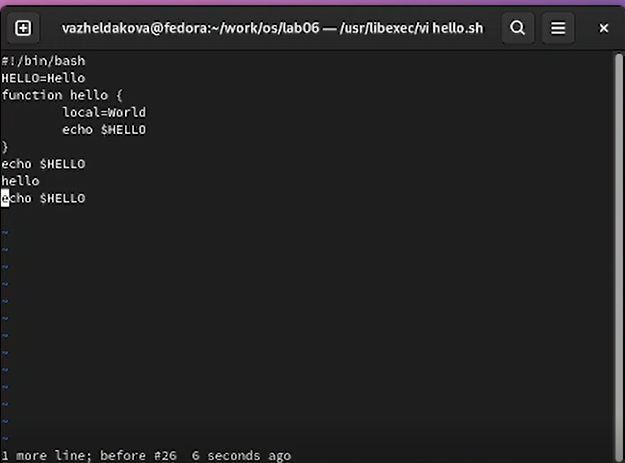 vazheldakova@fedora:~/work/os/lab06 — /usr/libexec/vi hello.sh
#!/bin/bash
HELLO=Hello
function hello {
        local=World
        echo $HELLO
}
echo $HELLO
hello
echo $HELLO
~
~
~
~
~
~
~
~
~
~
~
~
~
1 more line; before #26  6 seconds ago